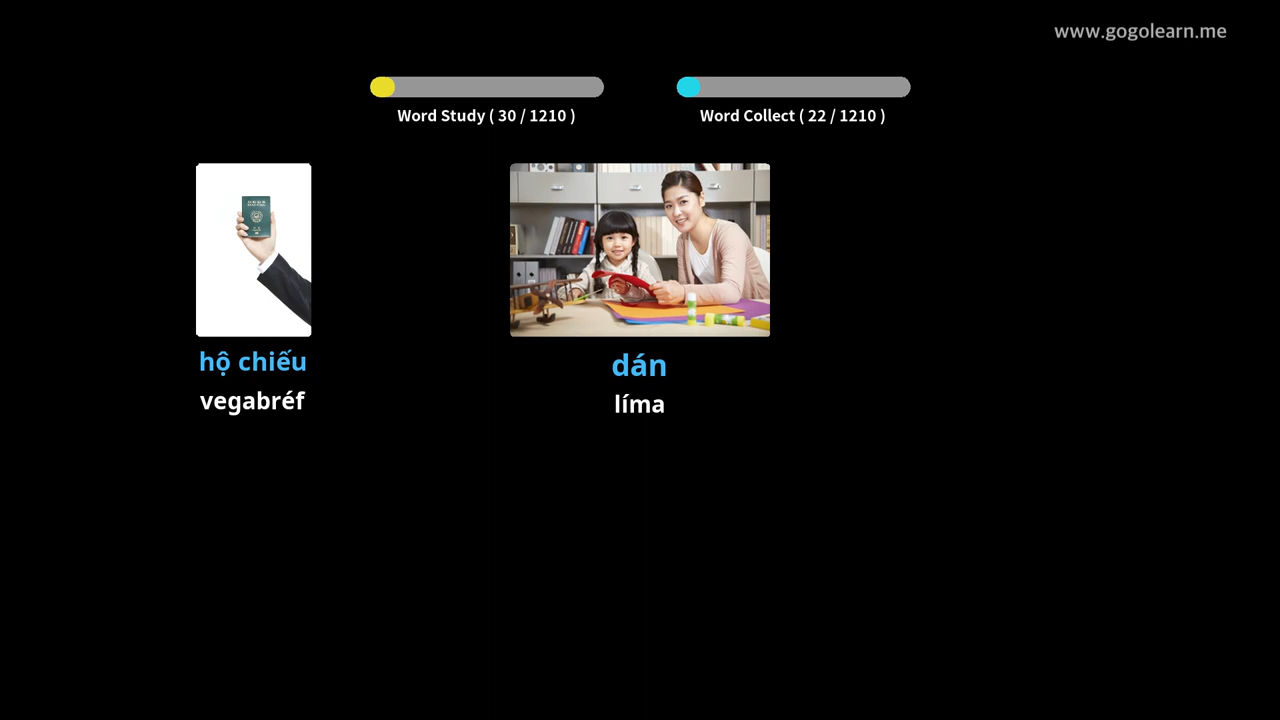 www.gogolearn.me
Word Study ( 30 / 1210 )
Word Collect ( 22 / 1210 )
hộ chiếu
vegabréf
dán
líma